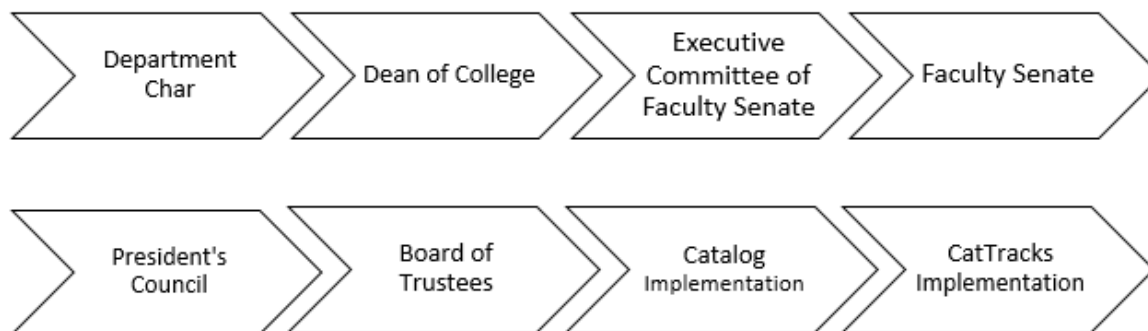 Department
Char
Dean of College
Executive
Committee of
Faculty Senate
Faculty Senate
President's
Council
Board of
Trustees
Catalog
Implementation
CatTracks
Implementation